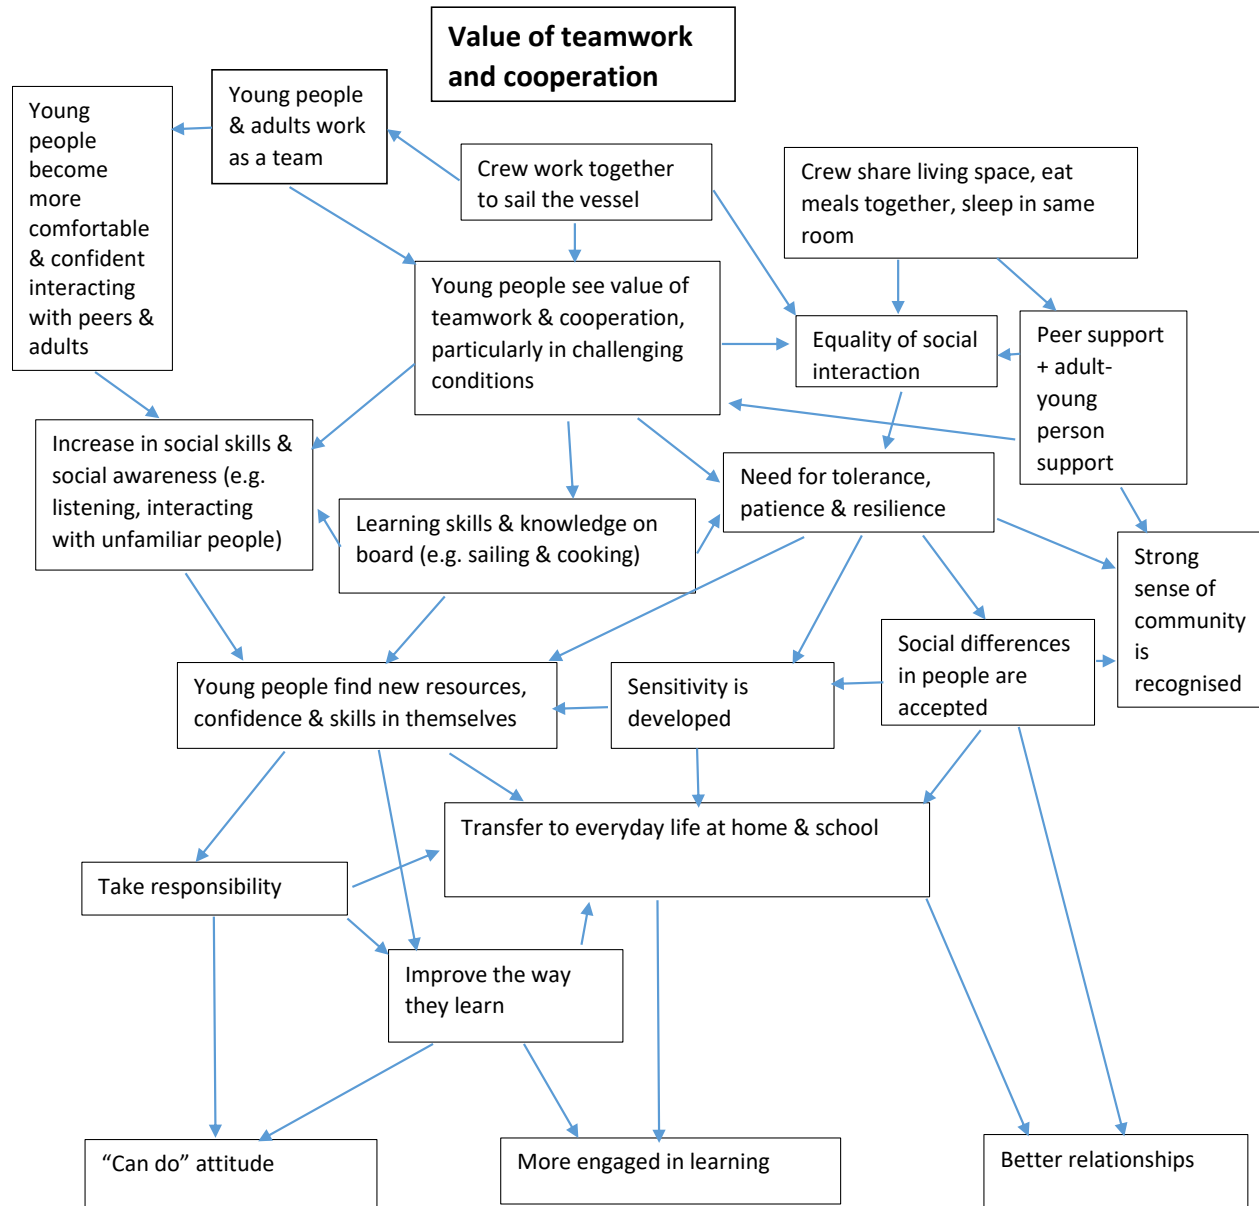 Value of teamwork
and cooperation
Young
people
become
more
comfortable
& confident
interacting
with peers &
adults
Young people
& adults work
as a team
Crew work together
to sail the vessel
Crew share living space, eat
meals together, sleep in same
room
Young people see value of
teamwork & cooperation,
particularly in challenging
conditions
Equality of social
interaction
Peer support
+ adult-
young
person
support
Increase in social skills &
social awareness (e.g.
listening, interacting
with unfamiliar people)
Learning skills & knowledge on
board (e.g. sailing & cooking)
Need for tolerance,
patience & resilience
Strong
sense of
community
is
recognised
Young people find new resources,
confidence & skills in themselves
Sensitivity is
developed
Social differences
in people are
accepted
Transfer to everyday life at home & school
Take responsibility
Improve the way
they learn
“Can do” attitude
More engaged in learning
Better relationships